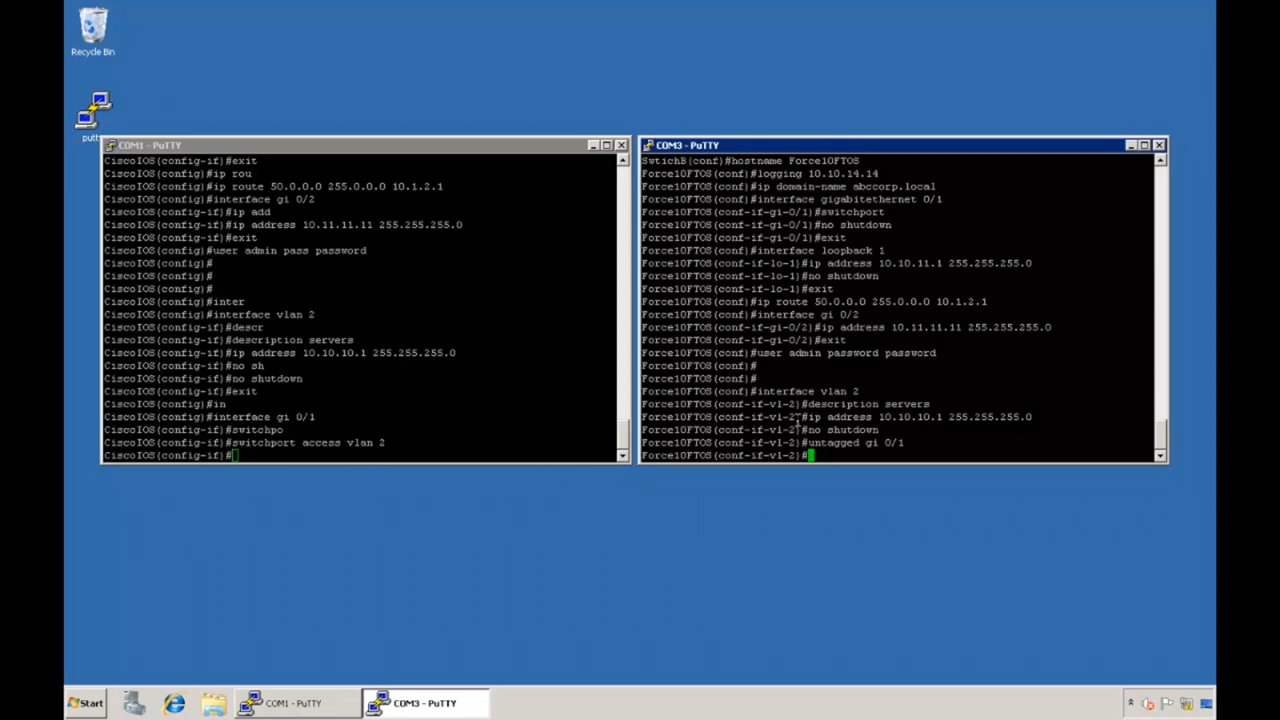 Recycle Bin
putt
COM1 - PuTTY
CiscoIOS(config-if)#exit
CiscoIOS(config)#ip rou
CiscoIOS(config)#ip route 50.0.0.0 255.0.0.0 10.1.2.1
CiscoIOS(config)#interface gi 0/2
CiscoIOS(config-if)#ip add
CiscoIOS(config-if)#ip address 10.11.11.11 255.255.255.0
CiscoIOS(config-if)#exit
CiscoIOS(config)#user admin pass password
CiscoIOS(config)#
CiscoIOS(config)#
CiscoIOS(config)#
CiscoIOS(config)#inter
CiscoIOS(config)#interface vlan 2
CiscoIOS(config-if)#descr
CiscoIOS(config-if)#description servers
CiscoIOS(config-if)#ip address 10.10.10.1 255.255.255.0
CiscoIOS(config-if)#no sh
CiscoIOS(config-if)#no shutdown
CiscoIOS(config-if)#exit
CiscoIOS(config)#in
CiscoIOS(config)#interface gi 0/1
CiscoIOS(config-if)#switchpo
CiscoIOS(config-if)#switchport access vlan 2
CiscoIOS(config-if)#
COM3 - PuTTY
SwtichB(conf)#hostname Force10FTOS
Force10FTOS(conf)#logging 10.10.14.14
Force10FTOS(conf)#ip domain-name abccorp.local
Force10FTOS(conf)#interface gigabitethernet 0/1
Force10FTOS(conf-if-gi-0/1)#switchport
Force10FTOS(conf-if-gi-0/1)#no shutdown
Force10FTOS(conf-if-gi-0/1)#exit
Force10FTOS(conf)#interface loopback 1
Force10FTOS(conf-if-lo-1)#ip address 10.10.11.1 255.255.255.0
Force10FTOS(conf-if-lo-1)#no shutdown
Force10FTOS(conf-if-lo-1)#exit
Force10FTOS(conf)#ip route 50.0.0.0 255.0.0.0 10.1.2.1
Force10FTOS(conf)#interface gi 0/2
Force10FTOS(conf-if-gi-0/2)#ip address 10.11.11.11 255.255.255.0
Force10FTOS(conf-if-gi-0/2)#exit
Force10FTOS(conf)#user admin password password
Force10FTOS(conf)#
Force10FTOS(conf)#
Force10FTOS(conf)#interface vlan 2
Force10FTOS(conf-if-vl-2)#description servers
Force10FTOS(conf-if-vl-2)#ip address 10.10.10.1 255.255.255.0
Force10FTOS(conf-if-vl-2)#no shutdown
Force10FTOS(conf-if-vl-2)#untagged gi 0/1
Force10FTOS(conf-if-vl-2)#
Start
COM1 - PuTTY
COM3 - PuTTY